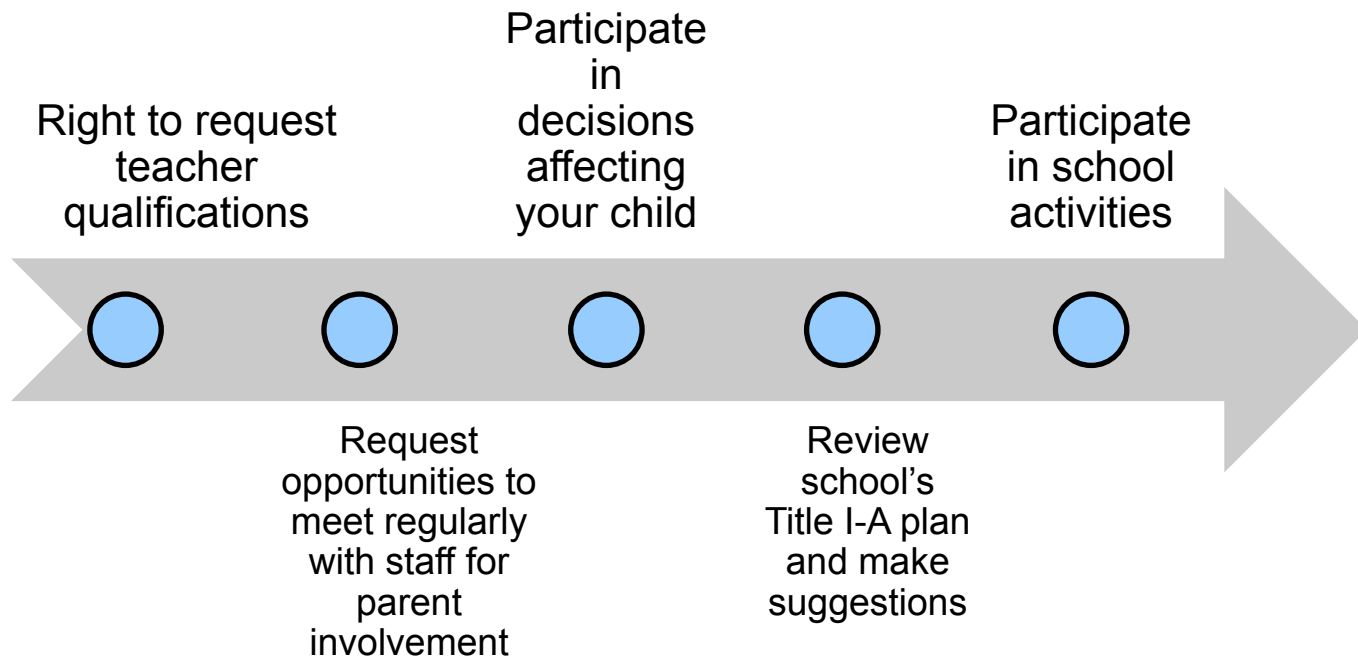 Right to request
teacher
qualifications
Request
opportunities to
meet regularly
with staff for
parent
involvement
Participate
in
decisions
affecting
your child
Review
school’s
Title I-A plan
and make
suggestions
Participate
in school
activities